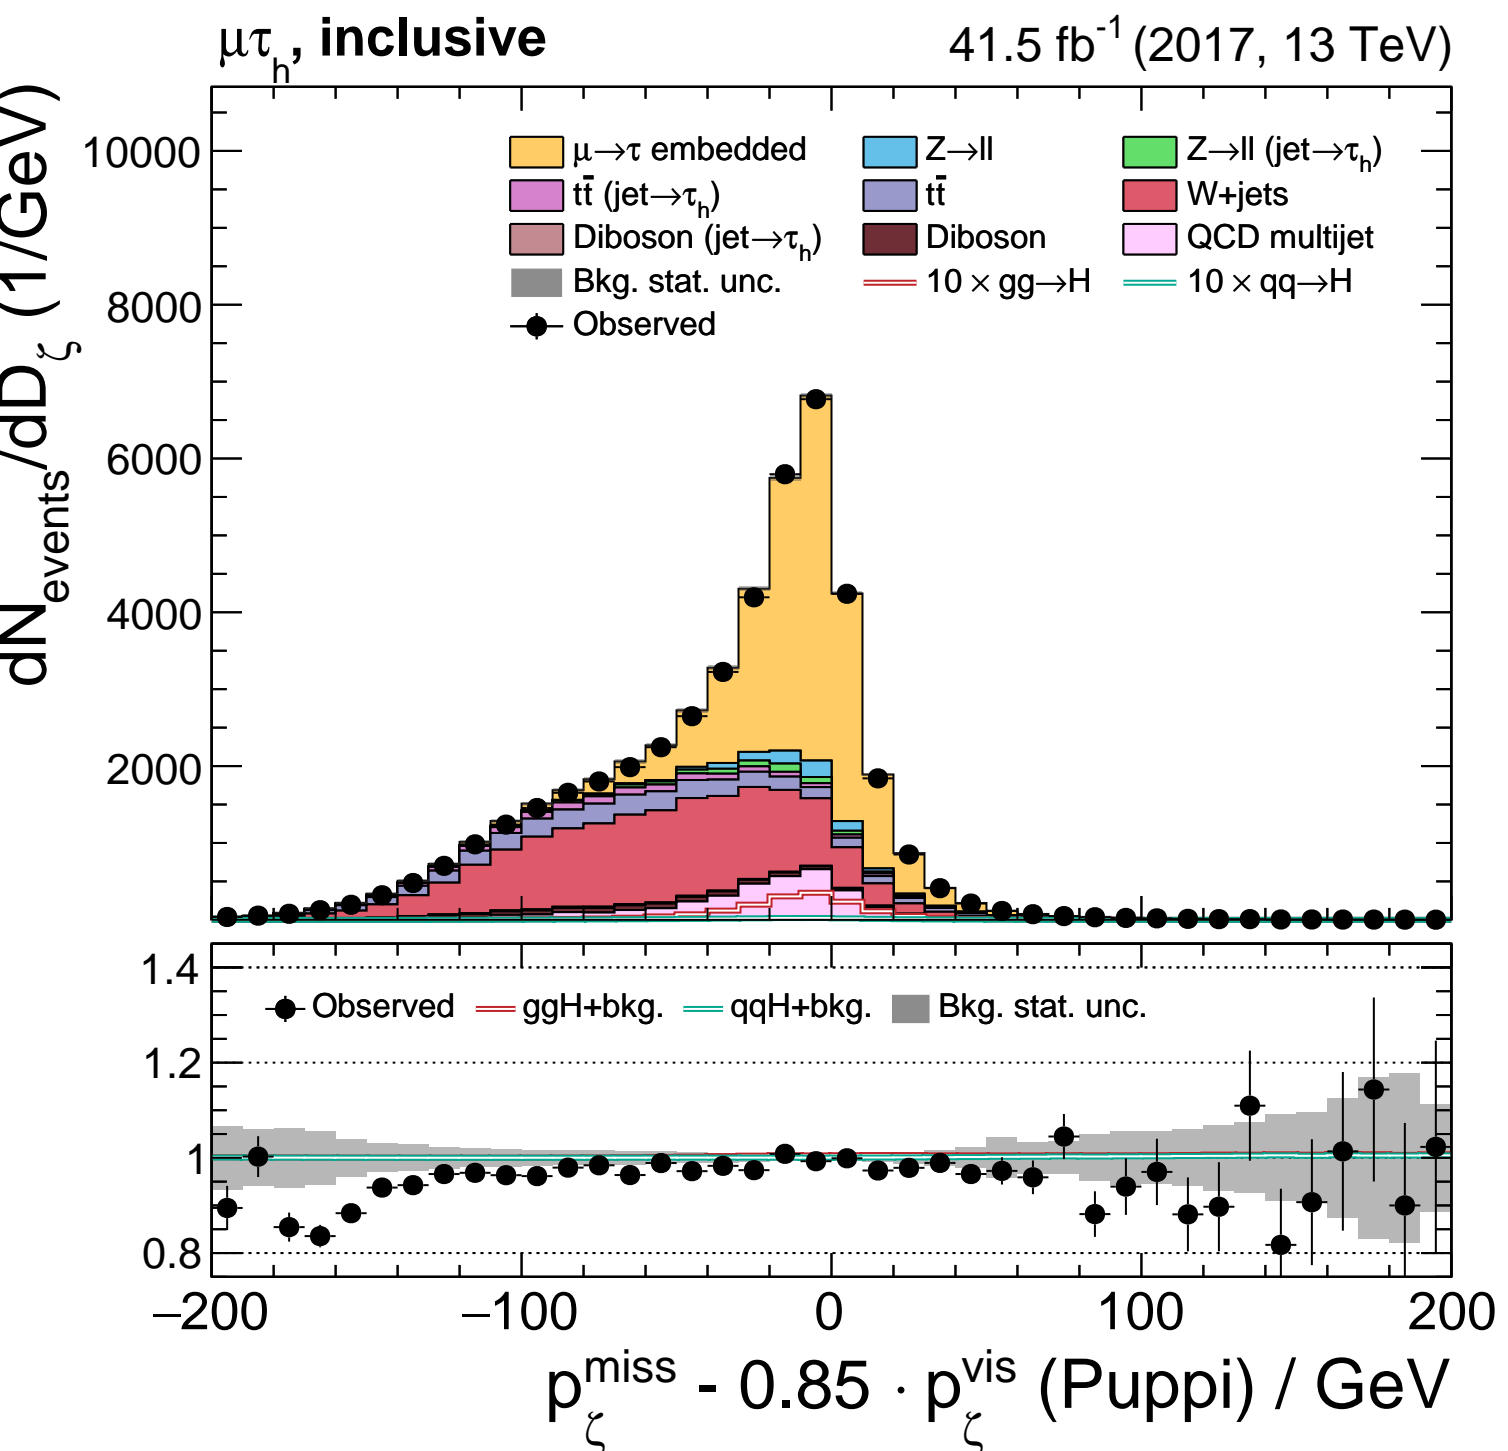 μτh, inclusive
41.5 fb-1 (2017, 13 TeV)
dNevents/dDζ (1/GeV)
10000
8000
6000
4000
2000
μ→τ embedded
Z→ll
Z→ll (jet→τh)
tt̄ (jet→τh)
tt̄
W+jets
Diboson (jet→τh)
Diboson
QCD multijet
Bkg. stat. unc.
10 × gg→H
10 × qq→H
Observed
1.4
1.2
1
0.8
Observed
ggH+bkg.
qqH+bkg.
Bkg. stat. unc.
−200
−100
0
100
200
pζmiss - 0.85 · pζvis (Puppi) / GeV